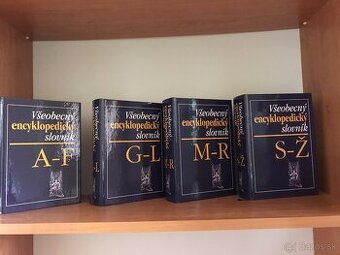 Všeobecný
encyklopedický
slovník
A-F
Všeobecný
encyklopedický
slovník
G-L
-L
Všeobecný
encyklopedický
slovník
M-R
-R
Všeobecný
encyklopedický
slovník
S-Ž
-Ž